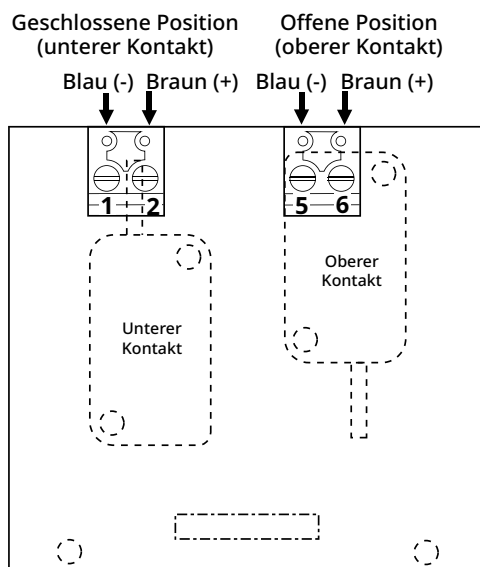 Geschlossene Position
(unterer Kontakt)
Blau (-) Braun (+)
Offene Position
(oberer Kontakt)
Blau (-) Braun (+)
1 2
5 6
Oberer
Kontakt
Unterer
Kontakt